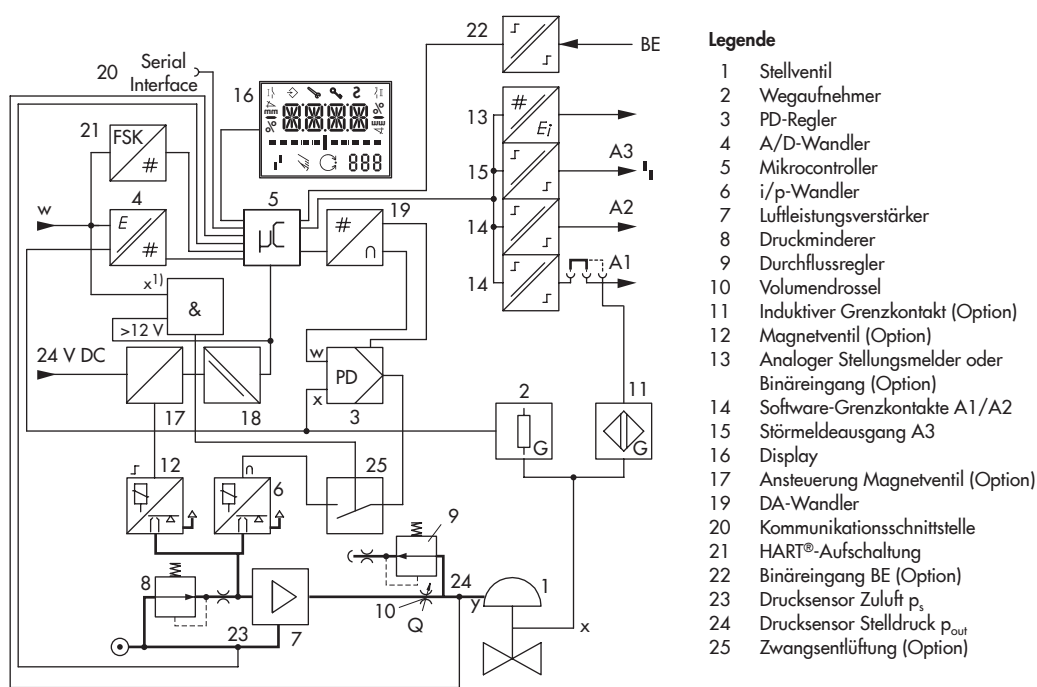 22
BE
20 Serial
Interface
16
mm
%
888
%
mm
13
#
Ei
21
FSK
#
15
A3
w
4
E
#
5
µC
19
#
∩
14
A2
14
A1
x1)
&
>12 V
24 V DC
17
18
w
PD
x
3
2
G
11
G
12
∩
6
25
9
8
7
23
10
Q
24
y
1
x
Legende
1 Stellventil
2 Wegaufnehmer
3 PD-Regler
4 A/D-Wandler
5 Mikrocontroller
6 i/p-Wandler
7 Luftleistungsverstärker
8 Druckminderer
9 Durchflussregler
10 Volumendrossel
11 Induktiver Grenzkontakt (Option)
12 Magnetventil (Option)
13 Analoger Stellungsmelder oder
Binäreingang (Option)
14 Software-Grenzkontakte A1/A2
15 Störmeldeausgang A3
16 Display
17 Ansteuerung Magnetventil (Option)
19 DA-Wandler
20 Kommunikationsschnittstelle
21 HART®-Aufschaltung
22 Binäreingang BE (Option)
23 Drucksensor Zuluft ps
24 Drucksensor Stelldruck pout
25 Zwangsentlüftung (Option)